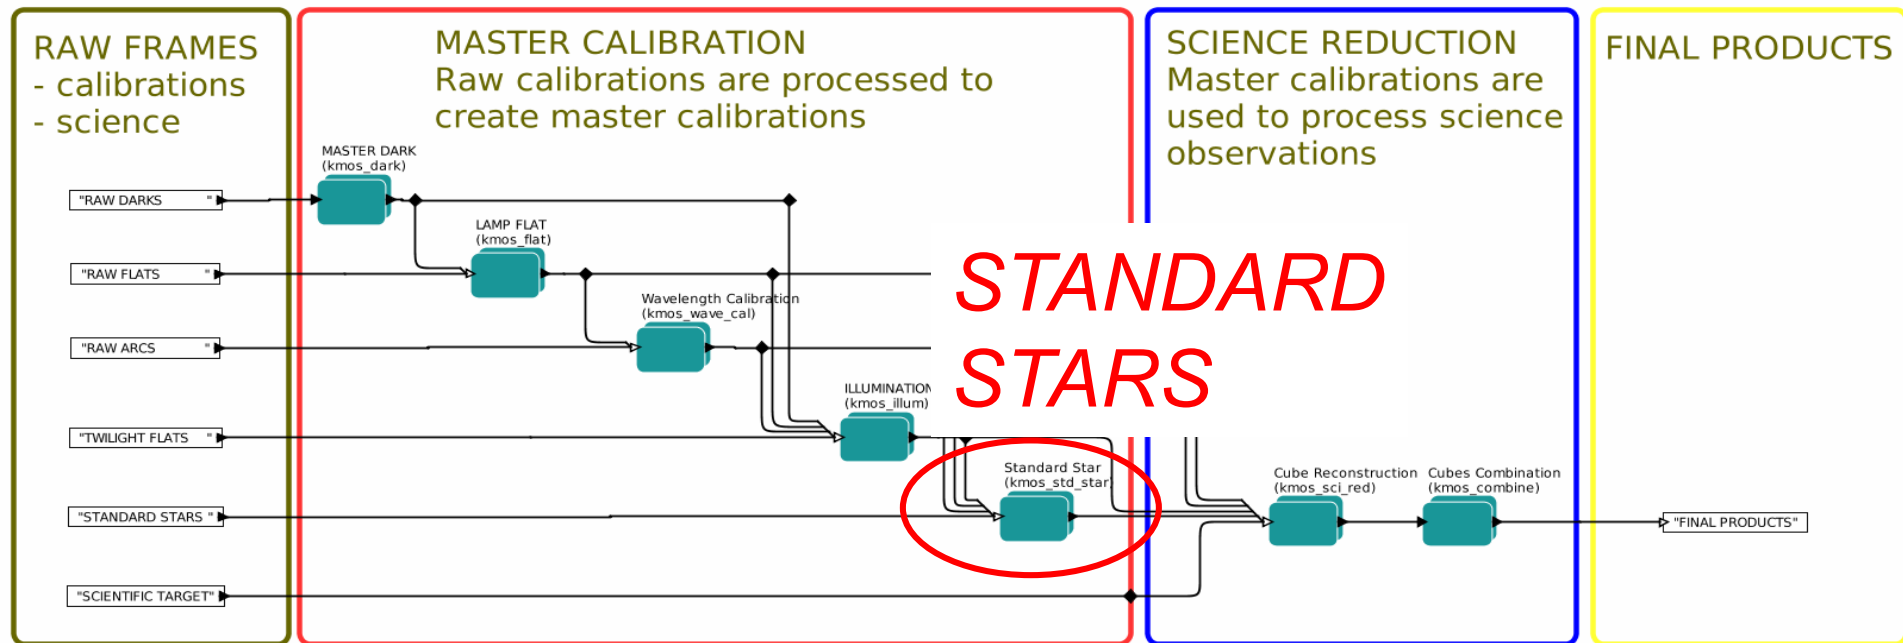 RAW FRAMES
- calibrations
- science
MASTER CALIBRATION
Raw calibrations are processed to
create master calibrations
SCIENCE REDUCTION
Master calibrations are
used to process science
observations
FINAL PRODUCTS
MASTER DARK
(kmos_dark)
"RAW DARKS "
LAMP FLAT
(kmos_flat)
"RAW FLATS "
Wavelength Calibration
(kmos_wave_cal)
"RAW ARCS "
STANDARD
STARS
ILLUMINATION
(kmos_illum)
"TWILIGHT FLATS "
Standard Star
(kmos_std_star)
Cube Reconstruction
(kmos_sci_red)
Cubes Combination
(kmos_combine)
"STANDARD STARS "
"FINAL PRODUCTS"
"SCIENTIFIC TARGET"